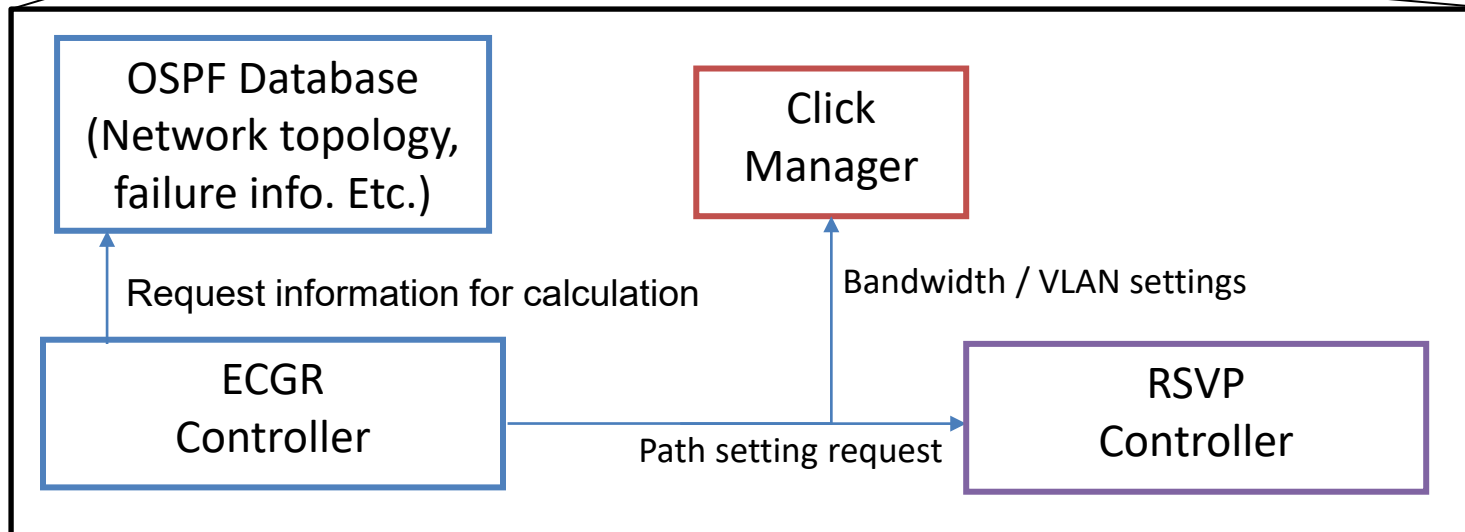 OSPF Database
(Network topology,
failure info. Etc.)
Click
Manager
Request information for calculation
Bandwidth / VLAN settings
ECGR
Controller
Path setting request
RSVP
Controller